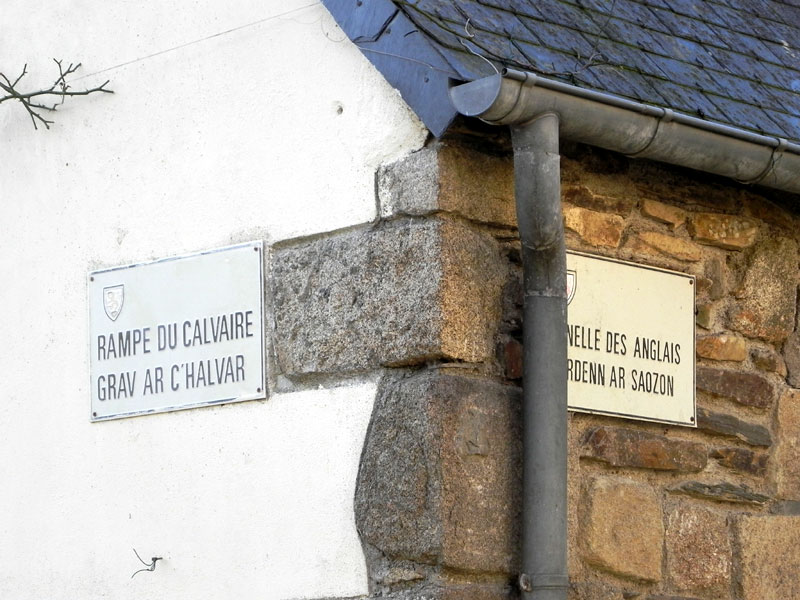 RAMPE DU CALVAIRE
GRAV AR C'HALVAR
NELLE DES ANGLAIS
RDENN AR SAOZON